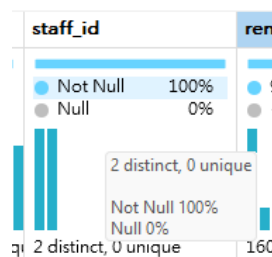 staff_id
ren
Not Null 100%
Null 0%
2 distinct, 0 unique
Not Null 100%
Null 0%
2 distinct, 0 unique
160